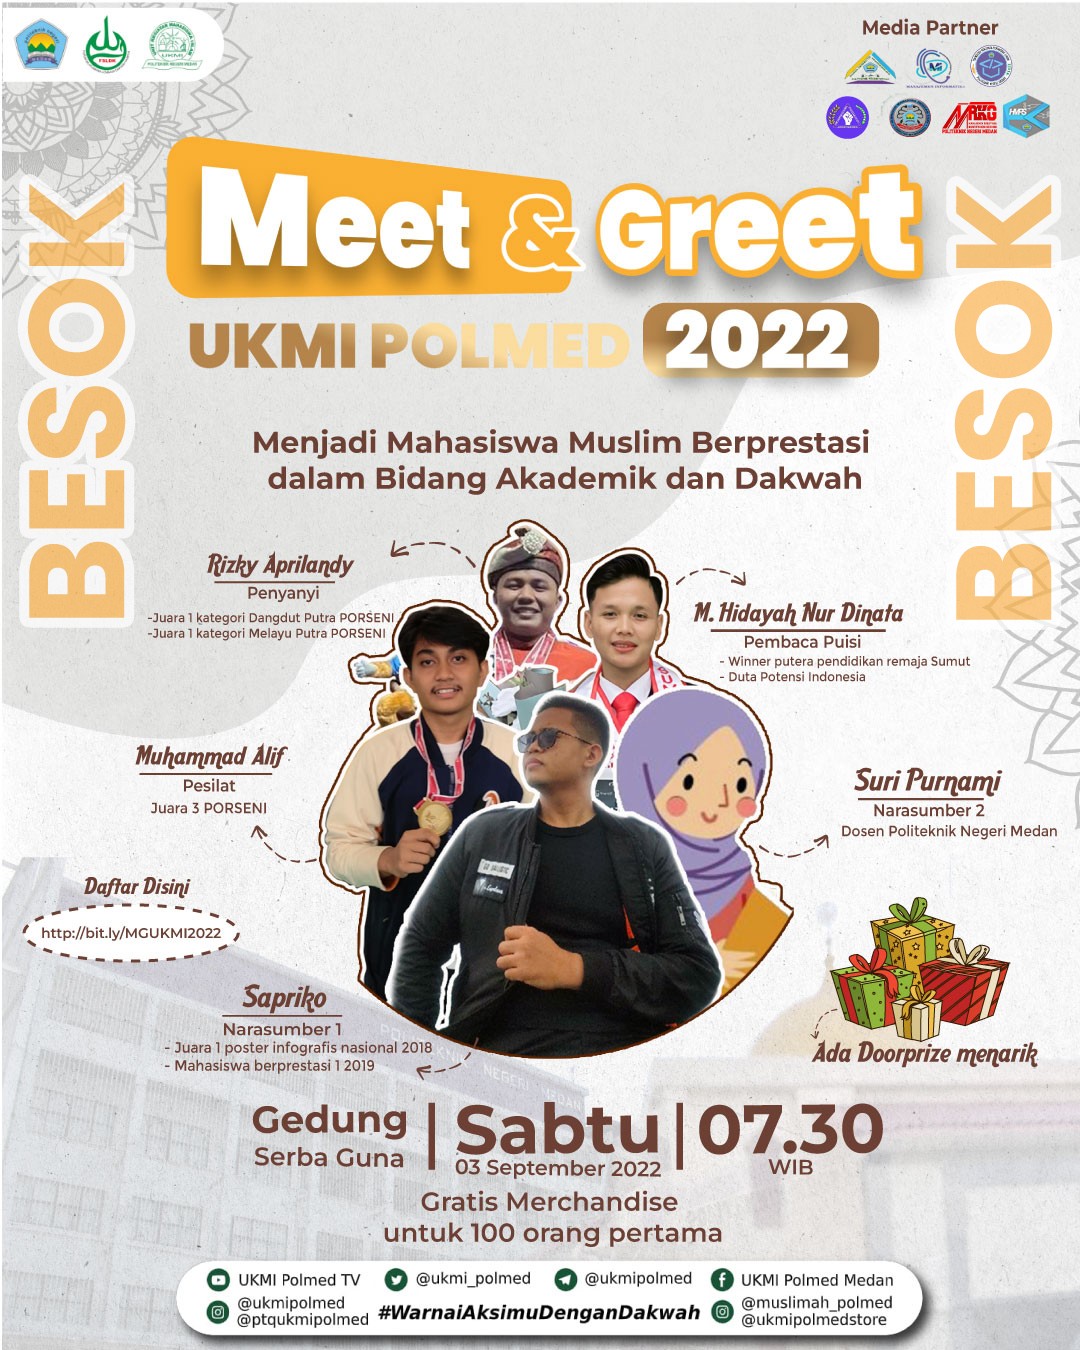 Media Partner
BESOK
BESOK
Meet & Greet
UKMI POLMED 2022
Menjadi Mahasiswa Muslim Berprestasi
dalam Bidang Akademik dan Dakwah
Rizky Aprilandy
Penyanyi
-Juara 1 kategori Dangdut Putra PORSENI
-Juara 1 kategori Melayu Putra PORSENI
M. Hidayah Nur Dinata
Pembaca Puisi
- Winner putera pendidikan remaja Sumut
- Duta Potensi Indonesia
Muhammad Alif
Pesilat
Juara 3 PORSENI
Suri Purnami
Narasumber 2
Dosen Politeknik Negeri Medan
Daftar Disini
http://bit.ly/MGUKMI2022
Sapriko
Narasumber 1
- Juara 1 poster infografis nasional 2018
- Mahasiswa berprestasi 1 2019
Ada Doorprize menarik
Gedung
Serba Guna
Sabtu
03 September 2022
07.30
WIB
Gratis Merchandise
untuk 100 orang pertama
UKMI Polmed TV
@ukmi_polmed
@ukmipolmed
UKMI Polmed Medan
@ukmipolmed
@ptqukmipolmed
#WarnaiAksimuDenganDakwah
@muslimah_polmed
@ukmipolmedstore